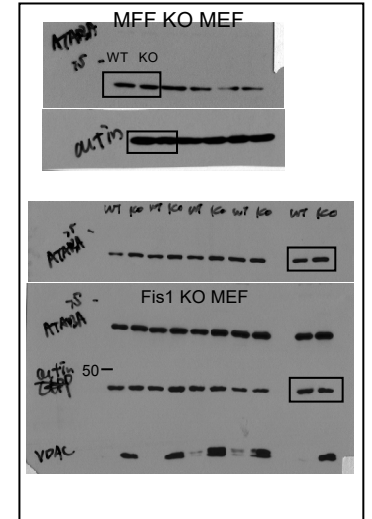 MFF KO MEF
ATAD3A
75 -
WT KO
actin
WT KO WT KO WT KO WT KO WT KO
75 -
ATAD3A
Fis1 KO MEF
75 -
ATAD3A
actin
50
VDAC